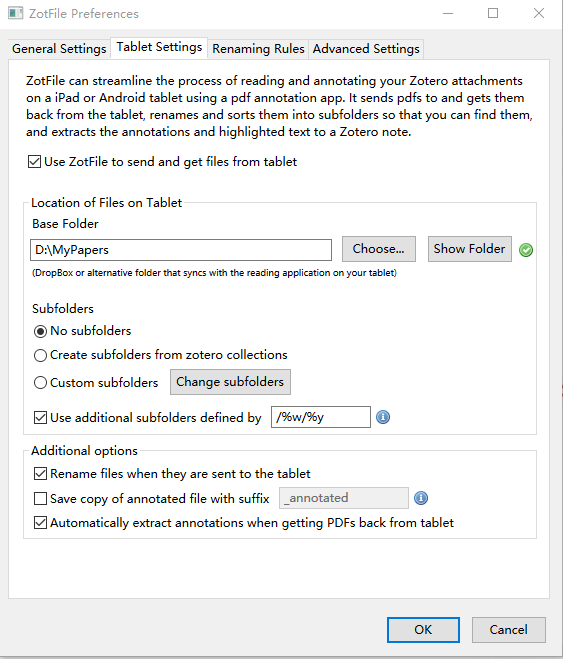 ZotFile Preferences
General Settings Tablet Settings Renaming Rules Advanced Settings
ZotFile can streamline the process of reading and annotating your Zotero attachments
on a iPad or Android tablet using a pdf annotation app. It sends pdfs to and gets them
back from the tablet, renames and sorts them into subfolders so that you can find them,
and extracts the annotations and highlighted text to a Zotero note.
Use ZotFile to send and get files from tablet
Location of Files on Tablet
Base Folder
D:\MyPapers Choose... Show Folder
(DropBox or alternative folder that syncs with the reading application on your tablet)
Subfolders
No subfolders
Create subfolders from zotero collections
Custom subfolders Change subfolders
Use additional subfolders defined by /%w/%y
Additional options
Rename files when they are sent to the tablet
Save copy of annotated file with suffix _annotated
Automatically extract annotations when getting PDFs back from tablet
OK Cancel